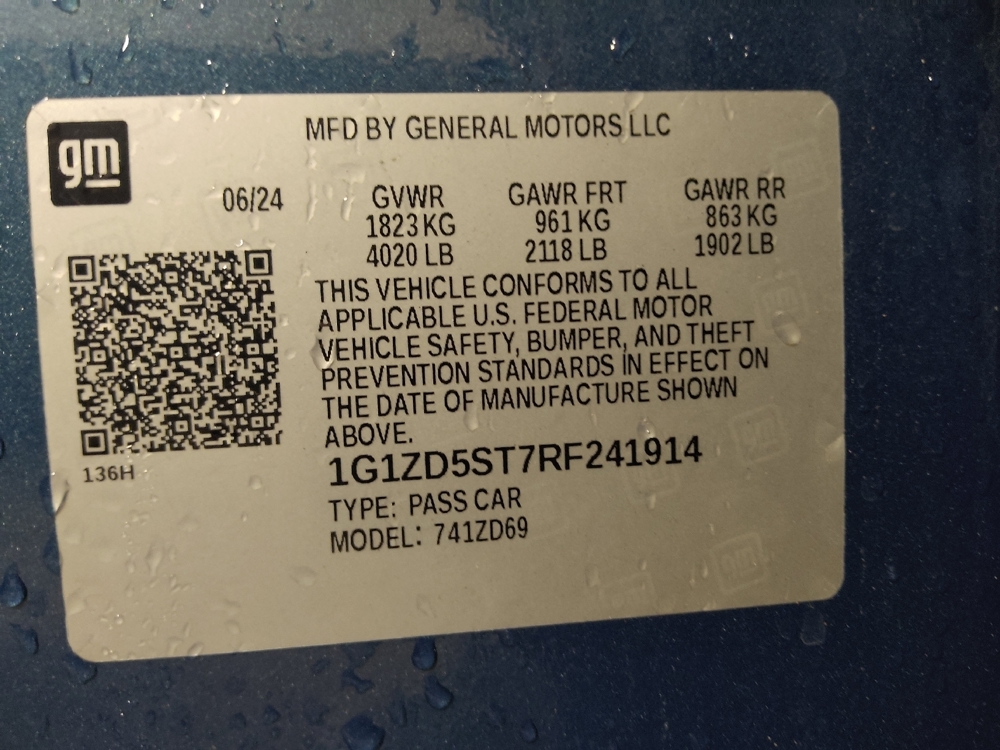 gm
MFD BY GENERAL MOTORS LLC
06/24
GVWR GAWR FRT GAWR RR
1823 KG 961 KG 863 KG
4020 LB 2118 LB 1902 LB
THIS VEHICLE CONFORMS TO ALL
APPLICABLE U.S. FEDERAL MOTOR
VEHICLE SAFETY, BUMPER, AND THEFT
PREVENTION STANDARDS IN EFFECT ON
THE DATE OF MANUFACTURE SHOWN
ABOVE.
136H
1G1ZD5ST7RF241914
TYPE: PASS CAR
MODEL: 741ZD69